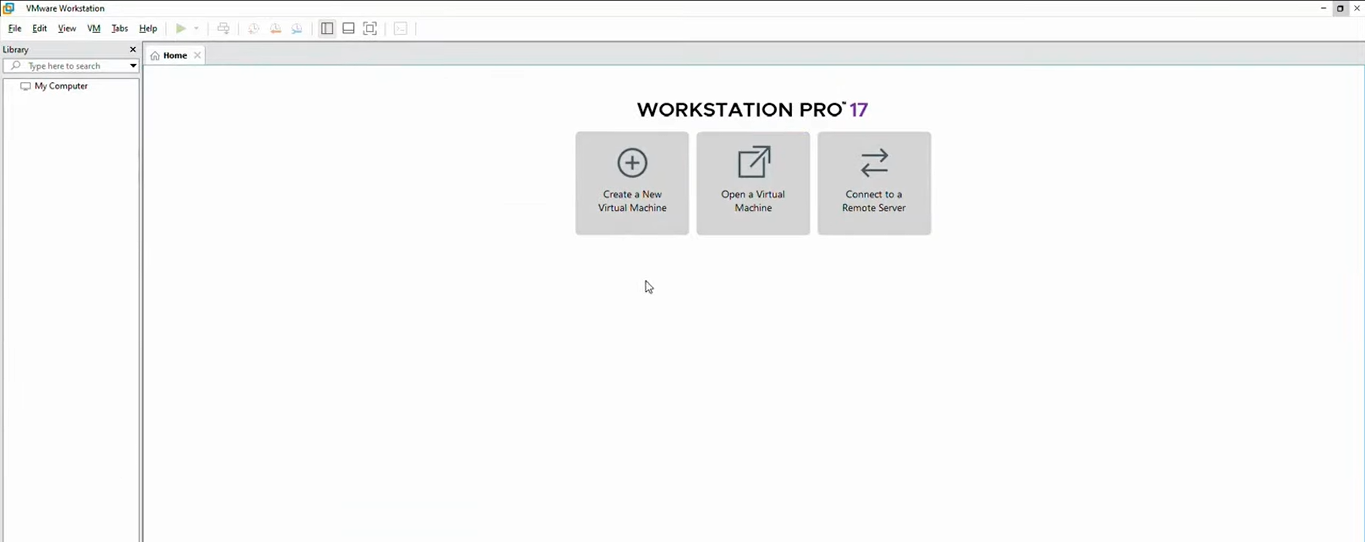 VMware Workstation
File Edit View VM Tabs Help
Library
Type here to search
My Computer
Home
WORKSTATION PRO™ 17
Create a New
Virtual Machine
Open a Virtual
Machine
Connect to a
Remote Server